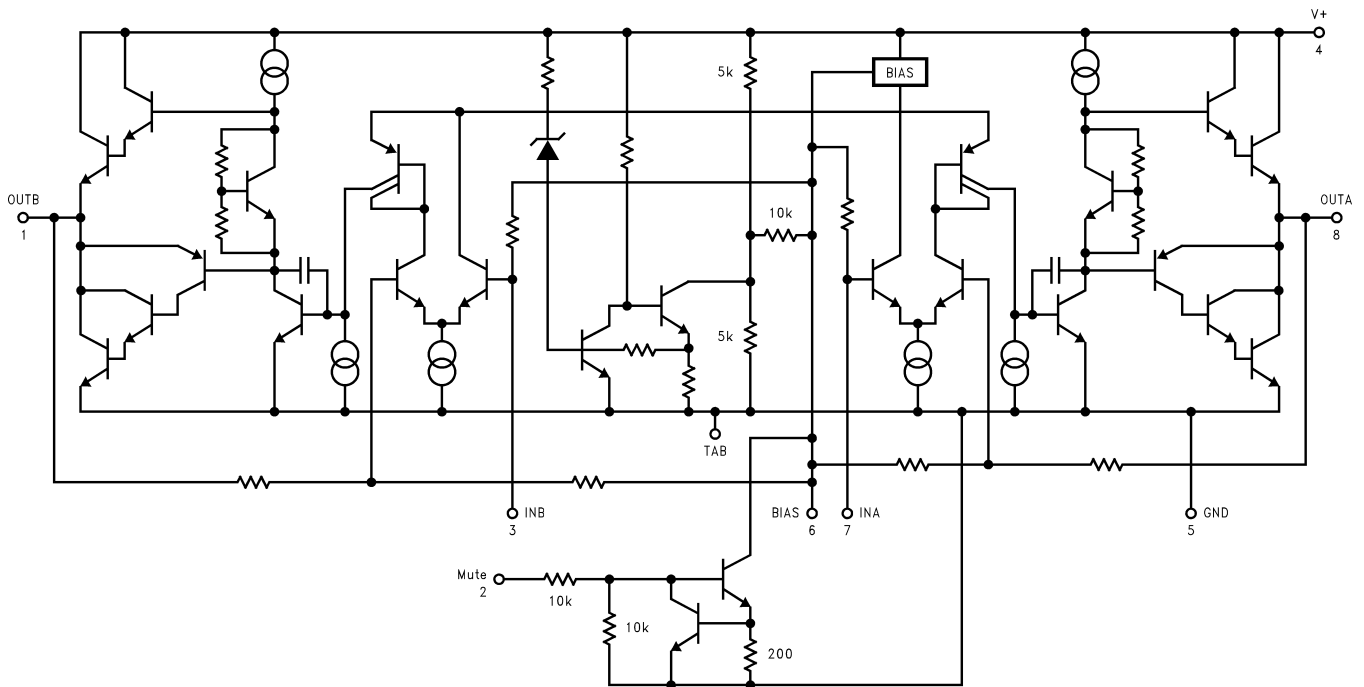 V+
4
5k
BIAS
OUTB
1
10k
OUTA
8
5k
TAB
INB
3
BIAS
6
INA
7
GND
5
Mute
2
10k
10k
200